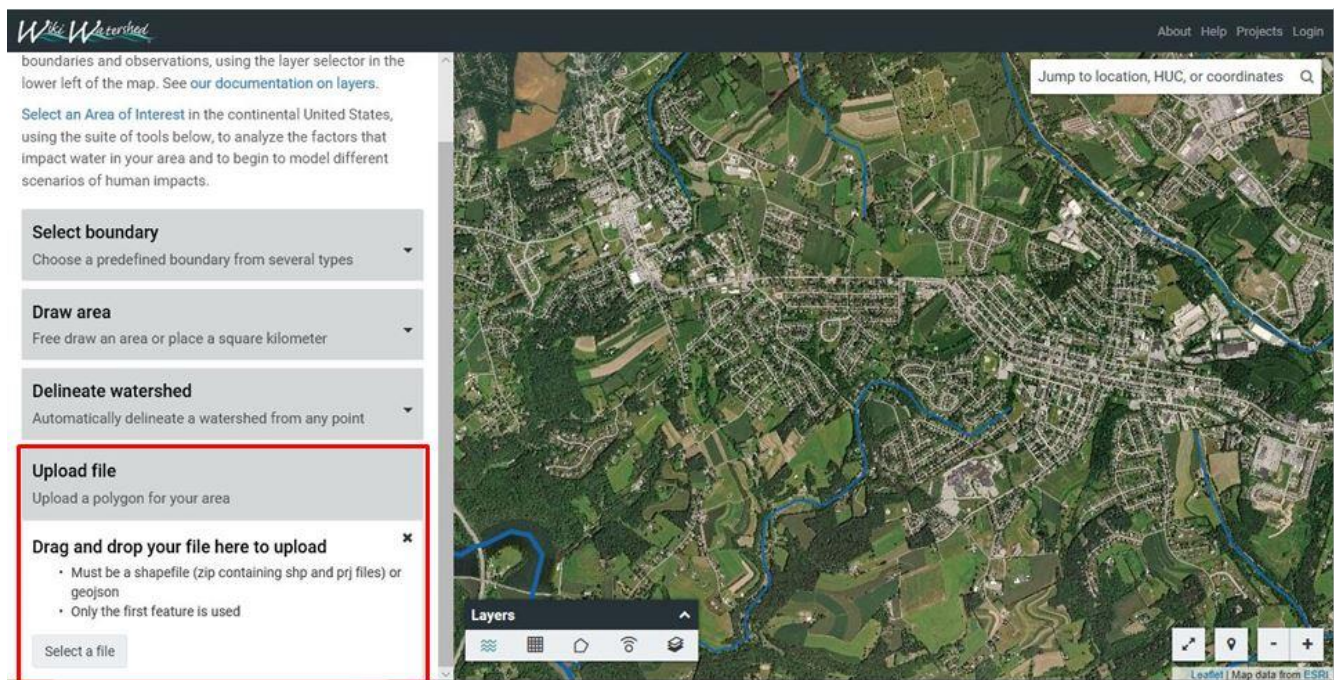 Wiki Watershed
About Help Projects Login
boundaries and observations, using the layer selector in the
lower left of the map. See our documentation on layers.
Select an Area of Interest in the continental United States,
using the suite of tools below, to analyze the factors that
impact water in your area and to begin to model different
scenarios of human impacts.
Select boundary
Choose a predefined boundary from several types
Draw area
Free draw an area or place a square kilometer
Delineate watershed
Automatically delineate a watershed from any point
Upload file
Upload a polygon for your area
Drag and drop your file here to upload
• Must be a shapefile (zip containing shp and prj files) or
geojson
• Only the first feature is used
Select a file
Jump to location, HUC, or coordinates
Layers
- +
Leaflet | Map data from ESRI